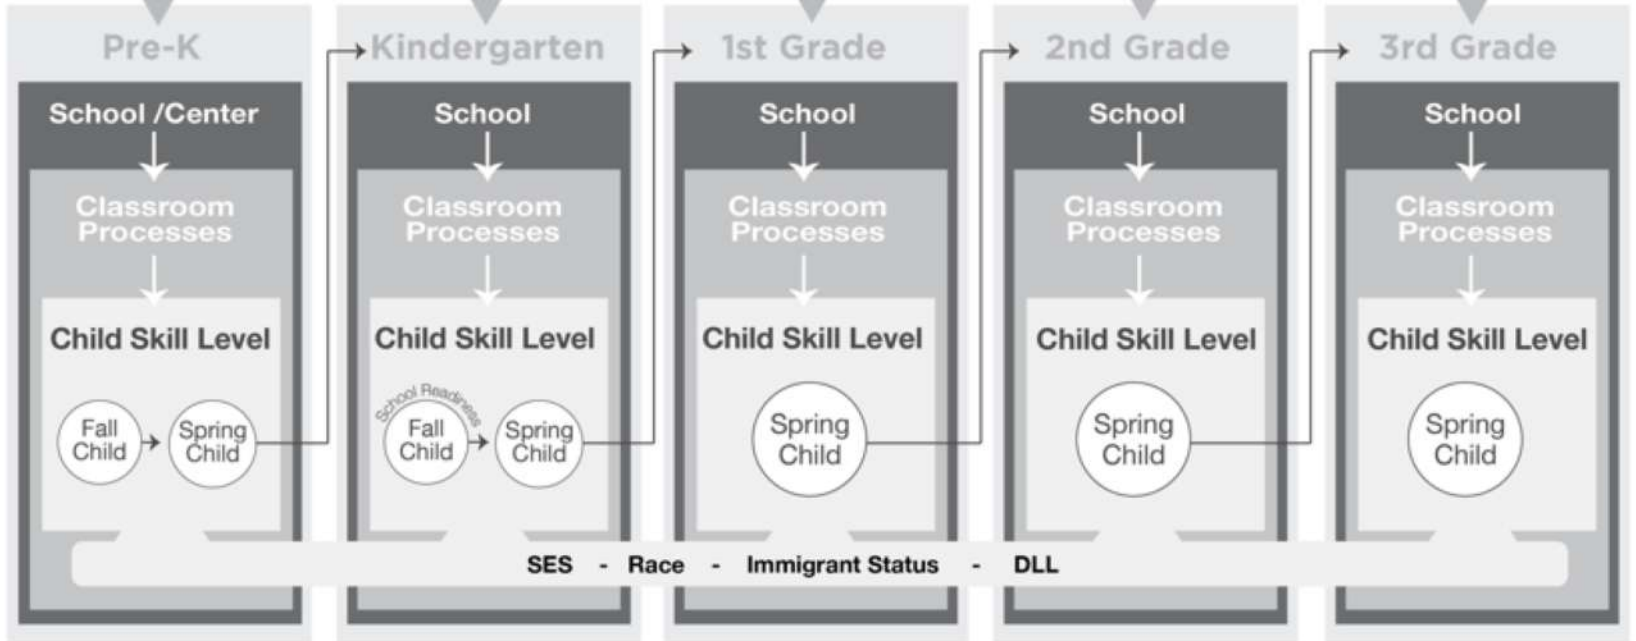 Pre-K
School /Center
Classroom
Processes
Child Skill Level
Fall
Child
Spring
Child
Kindergarten
School
Classroom
Processes
Child Skill Level
School Readiness
Fall
Child
Spring
Child
1st Grade
School
Classroom
Processes
Child Skill Level
Spring
Child
2nd Grade
School
Classroom
Processes
Child Skill Level
Spring
Child
3rd Grade
School
Classroom
Processes
Child Skill Level
Spring
Child
SES - Race - Immigrant Status - DLL